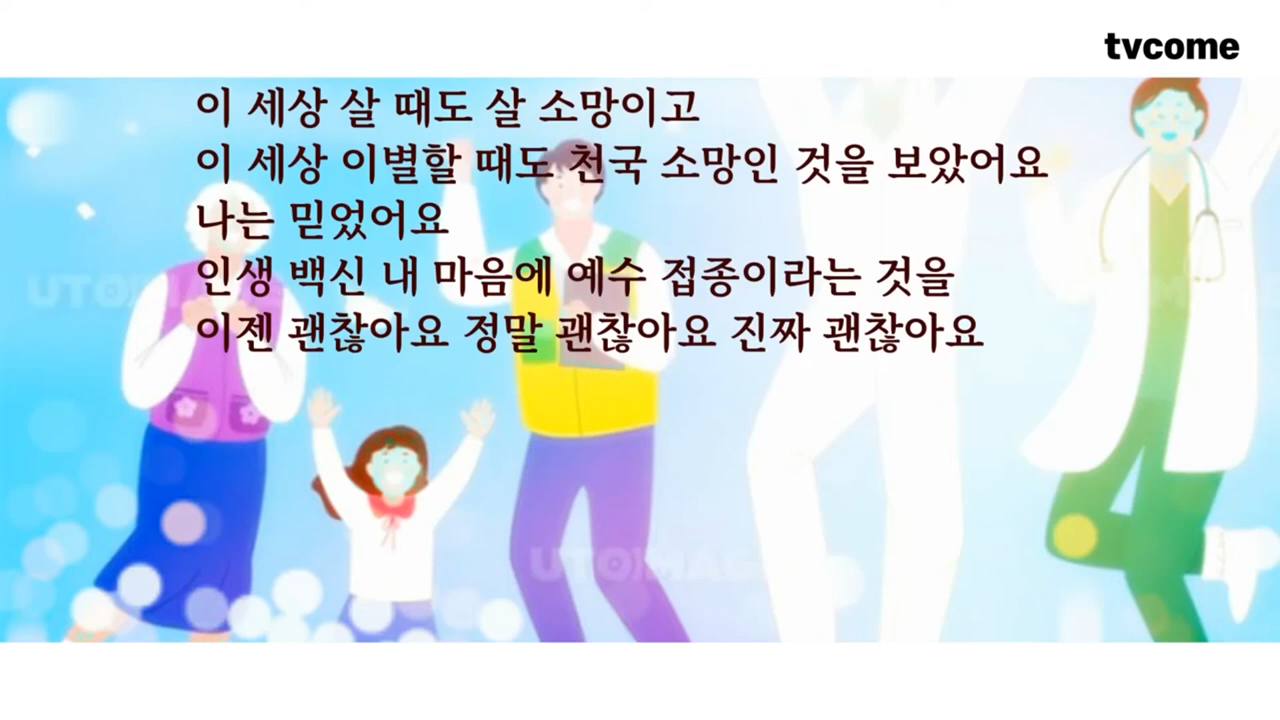 tvcome
이 세상 살 때도 살 소망이고
이 세상 이별할 때도 천국 소망인 것을 보았어요
나는 믿었어요
인생 백신 내 마음에 예수 접종이라는 것을
이젠 괜찮아요 정말 괜찮아요 진짜 괜찮아요